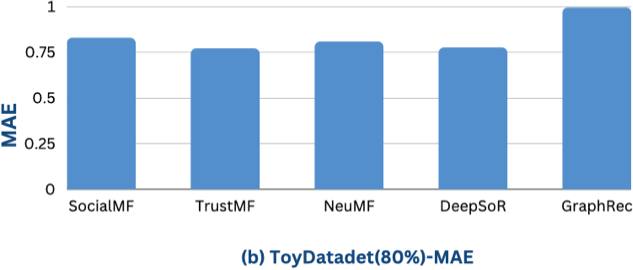 1
0.75
0.5
0.25
0
MAE
SocialMF TrustMF NeuMF DeepSoR GraphRec
(b) ToyDatadet(80%)-MAE